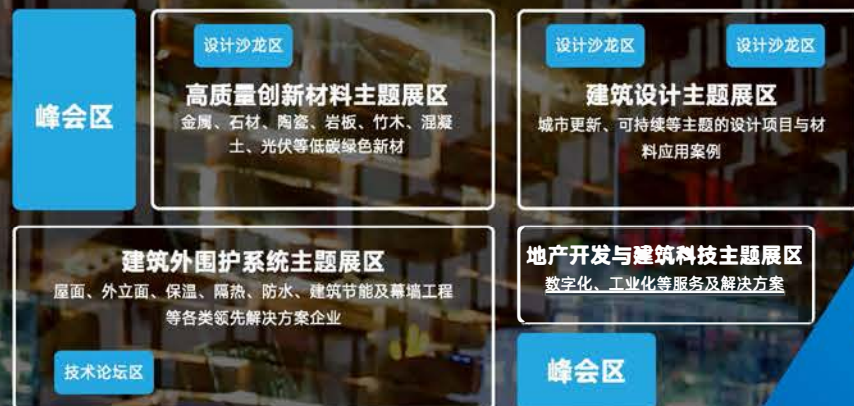 峰会区
设计沙龙区
高质量创新材料主题展区
金属、石材、陶瓷、岩板、竹木、混凝
土、光伏等低碳绿色新材
设计沙龙区
设计沙龙区
建筑设计主题展区
城市更新、可持续等主题的设计项目与材
料应用案例
建筑外围护系统主题展区
屋面、外立面、保温、隔热、防水、建筑节能及幕墙工程
等各类领先解决方案企业
技术论坛区
地产开发与建筑科技主题展区
数字化、工业化等服务及解决方案
峰会区